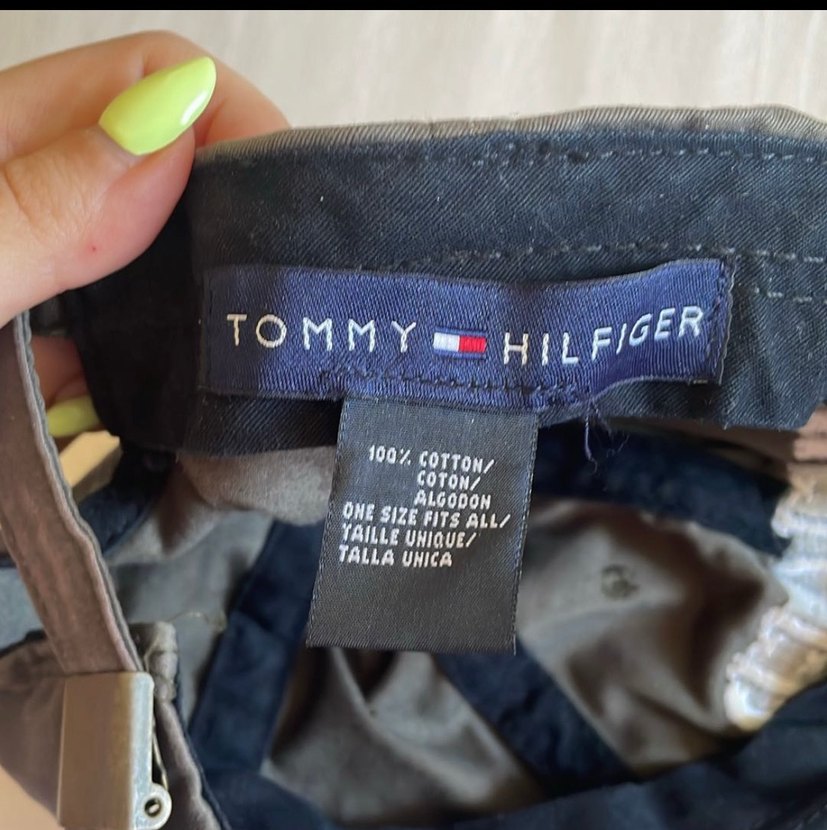 TOMMY HILFIGER
100% COTTON/
COTON/
ALGODON
ONE SIZE FITS ALL/
TAILLE UNIQUE/
TALLA UNICA